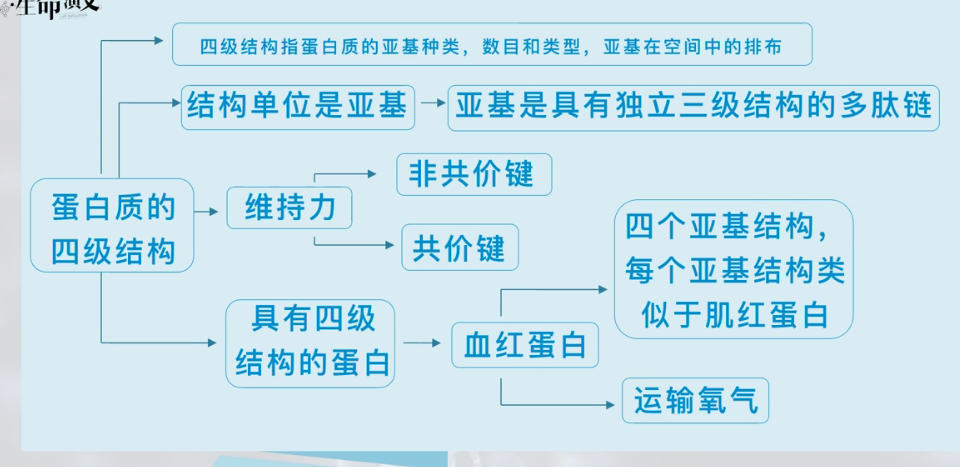 生命演义
四级结构指蛋白质的亚基种类，数目和类型，亚基在空间中的排布
结构单位是亚基
亚基是具有独立三级结构的多肽链
蛋白质的
四级结构
维持力
非共价键
共价键
具有四级
结构的蛋白
血红蛋白
四个亚基结构，
每个亚基结构类
似于肌红蛋白
运输氧气